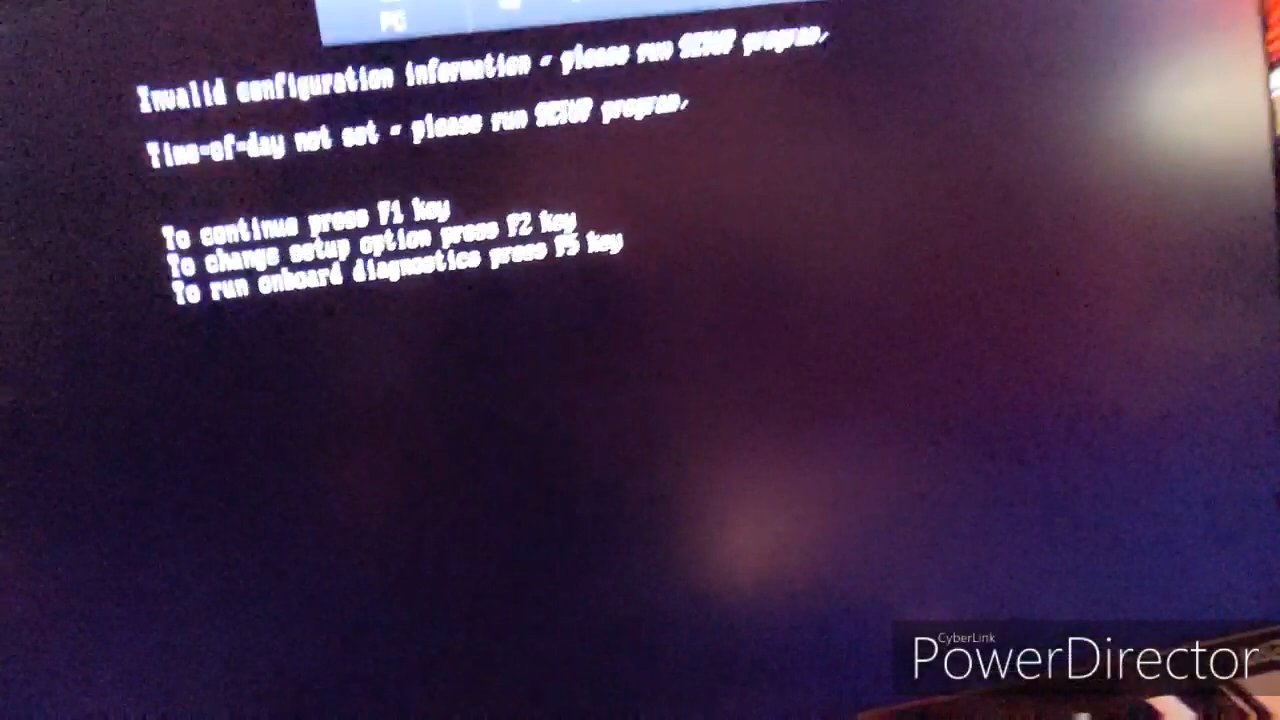 PC
Invalid configuration information - please run SETUP program.
Time-of-day not set - please run SETUP program.
To continue press F1 key
To change setup option press F2 key
To run onboard diagnostics press F5 key
CyberLink
PowerDirector